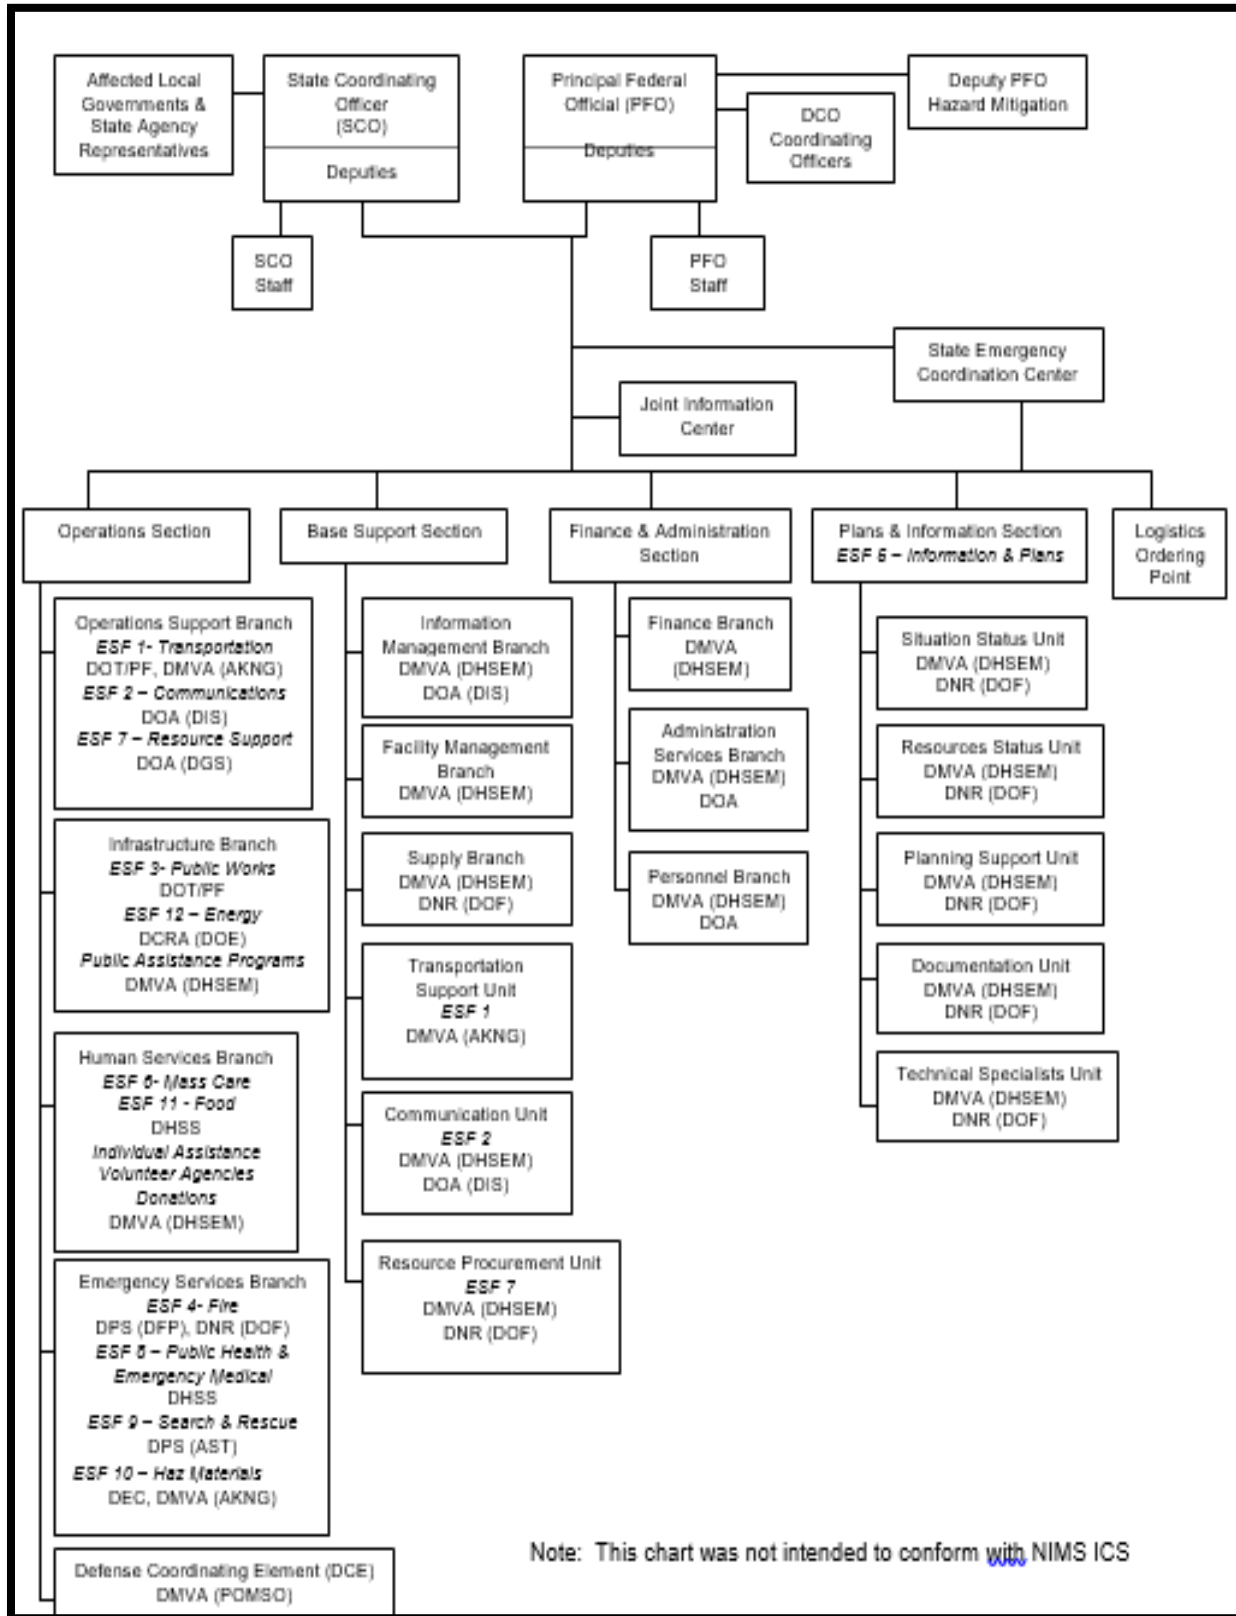 Affected Local
Governments &
State Agency
Representatives
State Coordinating
Officer
(SCO)
Deputies
Principal Federal
Official (PFO)
Deputies
DCO
Coordinating
Officers
Deputy PFO
Hazard Mitigation
SCO
Staff
PFO
Staff
State Emergency
Coordination Center
Joint Information
Center
Operations Section
Base Support Section
Finance & Administration
Section
Plans & Information Section
ESF 5 – Information & Plans
Logistics
Ordering
Point
Operations Support Branch
ESF 1- Transportation
DOT/PF, DMVA (AKNG)
ESF 2 – Communications
DOA (DIS)
ESF 7 – Resource Support
DOA (DGS)
Infrastructure Branch
ESF 3- Public Works
DOT/PF
ESF 12 – Energy
DCRA (DOE)
Public Assistance Programs
DMVA (DHSEM)
Human Services Branch
ESF 6- Mass Care
ESF 11 - Food
DHSS
Individual Assistance
Volunteer Agencies
Donations
DMVA (DHSEM)
Emergency Services Branch
ESF 4- Fire
DPS (DFP), DNR (DOF)
ESF 8 – Public Health &
Emergency Medical
DHSS
ESF 9 – Search & Rescue
DPS (AST)
ESF 10 – Haz Materials
DEC, DMVA (AKNG)
Defense Coordinating Element (DCE)
DMVA (POMSO)
Information
Management Branch
DMVA (DHSEM)
DOA (DIS)
Facility Management
Branch
DMVA (DHSEM)
Supply Branch
DMVA (DHSEM)
DNR (DOF)
Transportation
Support Unit
ESF 1
DMVA (AKNG)
Communication Unit
ESF 2
DMVA (DHSEM)
DOA (DIS)
Resource Procurement Unit
ESF 7
DMVA (DHSEM)
DNR (DOF)
Finance Branch
DMVA
(DHSEM)
Administration
Services Branch
DMVA (DHSEM)
DOA
Personnel Branch
DMVA (DHSEM)
DOA
Situation Status Unit
DMVA (DHSEM)
DNR (DOF)
Resources Status Unit
DMVA (DHSEM)
DNR (DOF)
Planning Support Unit
DMVA (DHSEM)
DNR (DOF)
Documentation Unit
DMVA (DHSEM)
DNR (DOF)
Technical Specialists Unit
DMVA (DHSEM)
DNR (DOF)
Note: This chart was not intended to conform with NIMS ICS